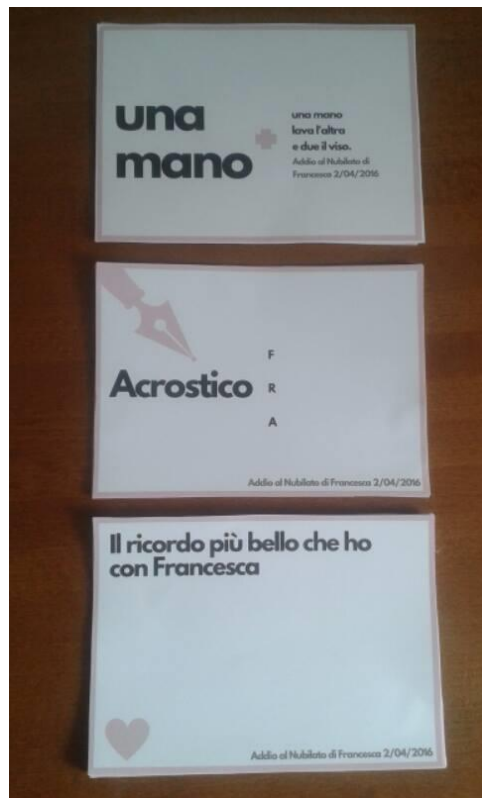 una
mano
una mano
lava l'altra
e due il viso.
Addio al Nubilato di
Francesca 2/04/2016
Acrostico
F
R
A
Addio al Nubilato di Francesca 2/04/2016
Il ricordo più bello che ho
con Francesca
Addio al Nubilato di Francesca 2/04/2016